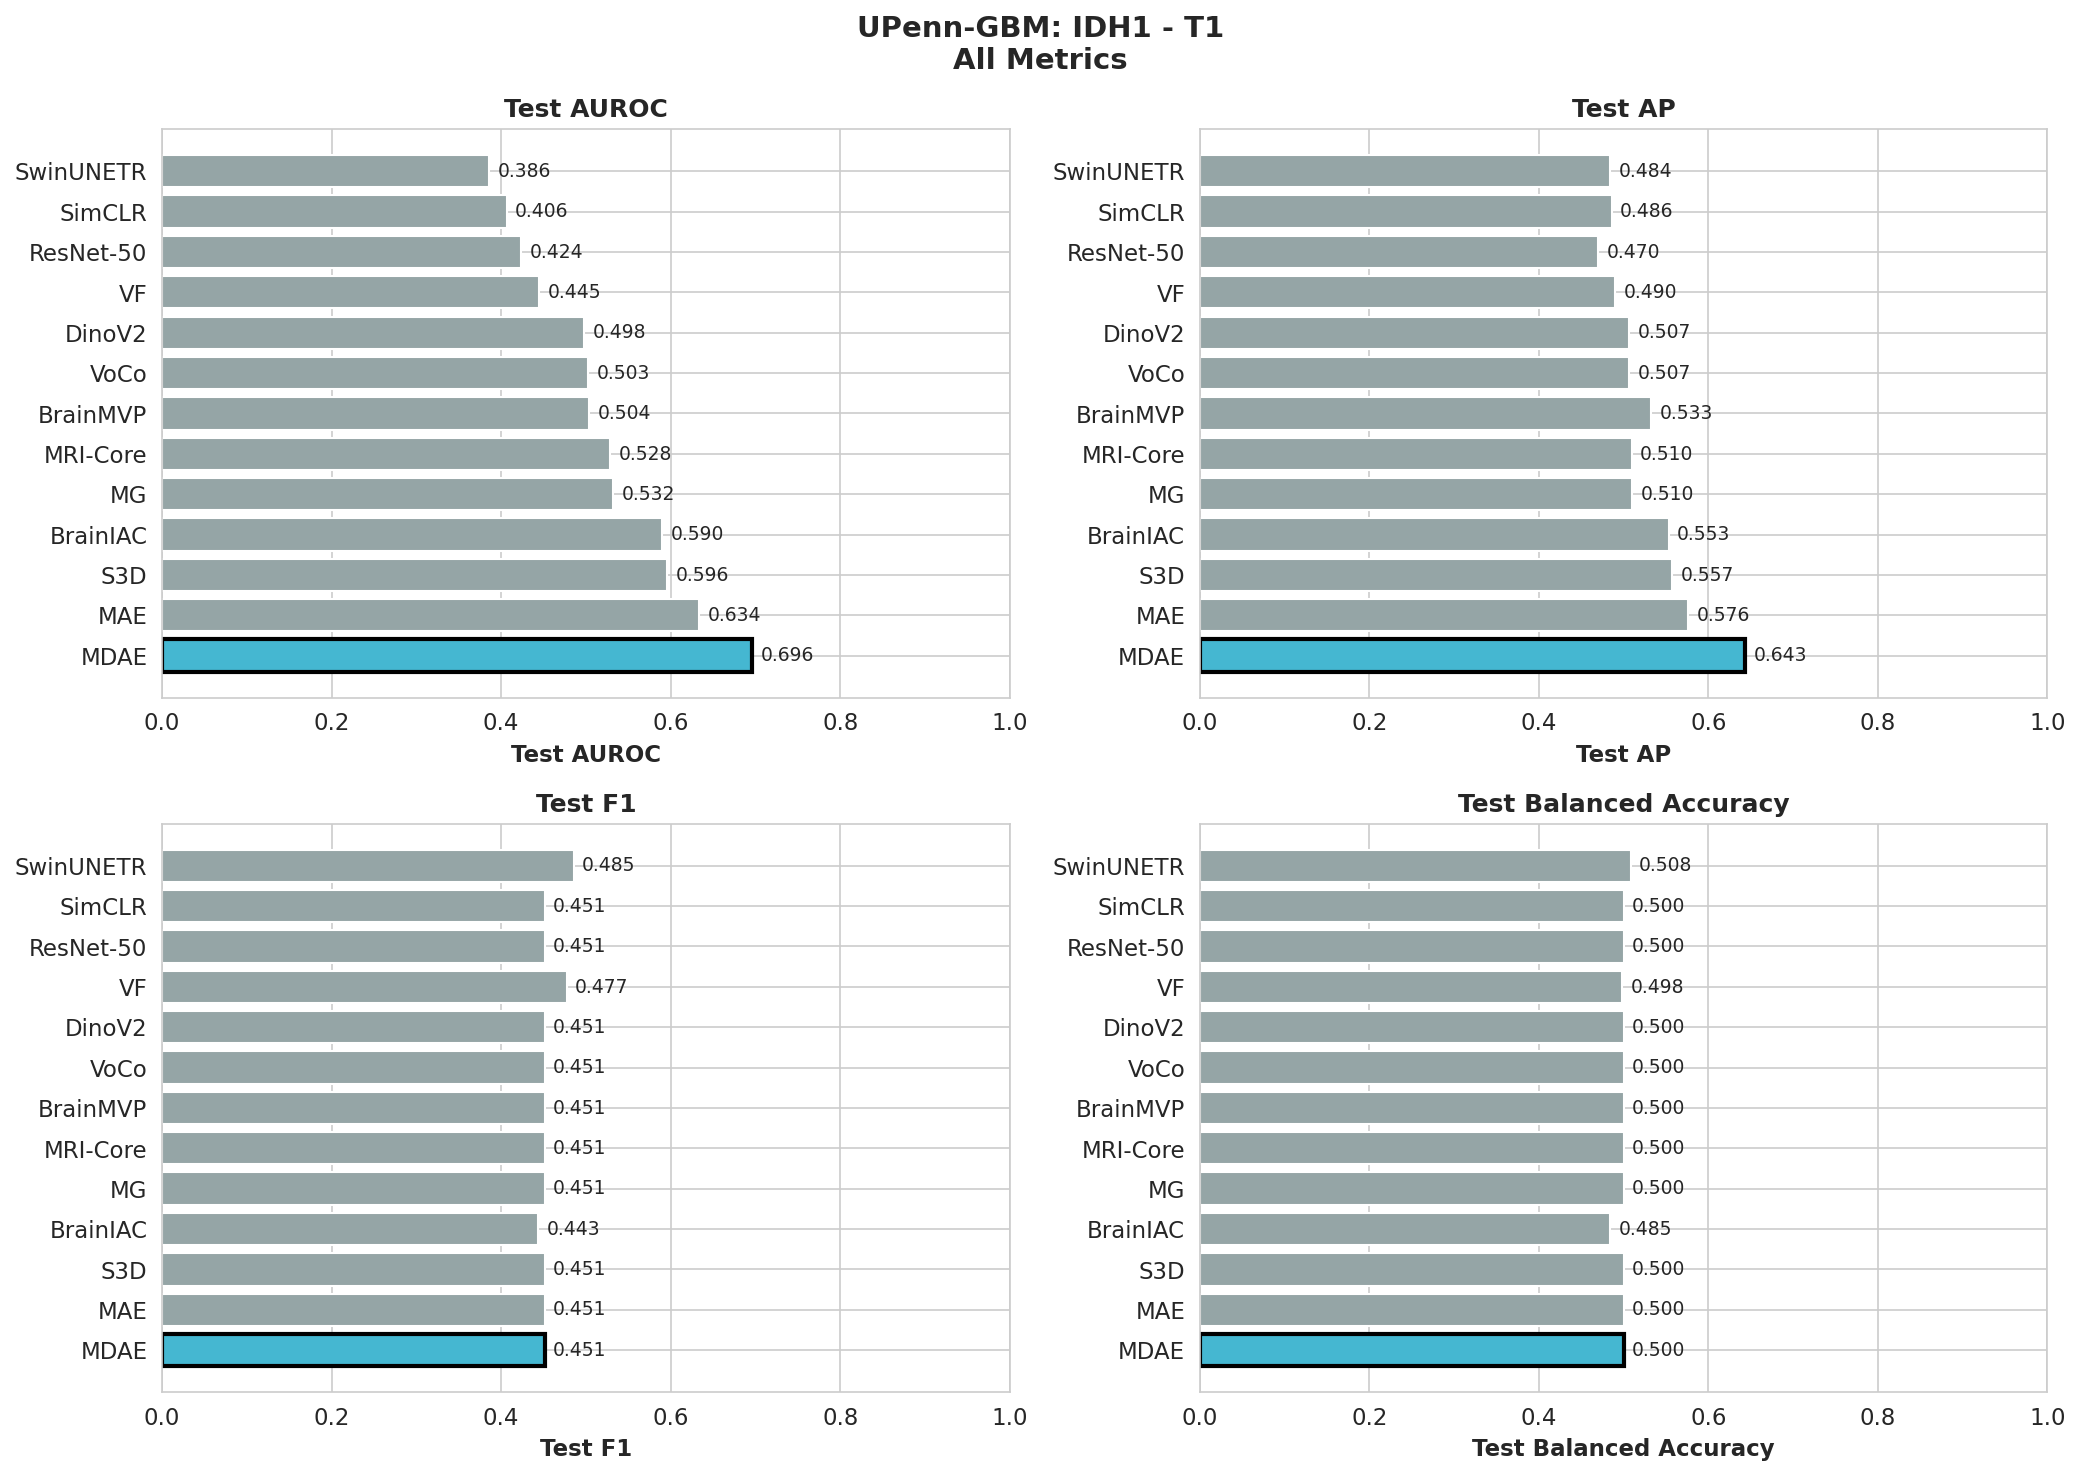 UPenn-GBM: IDH1 - T1
All Metrics
Test AUROC
SwinUNETR 0.386
SimCLR 0.406
ResNet-50 0.424
VF 0.445
DinoV2 0.498
VoCo 0.503
BrainMVP 0.504
MRI-Core 0.528
MG 0.532
BrainIAC 0.590
S3D 0.596
MAE 0.634
MDAE 0.696
0.0 0.2 0.4 0.6 0.8 1.0
Test AUROC
Test AP
SwinUNETR 0.484
SimCLR 0.486
ResNet-50 0.470
VF 0.490
DinoV2 0.507
VoCo 0.507
BrainMVP 0.533
MRI-Core 0.510
MG 0.510
BrainIAC 0.553
S3D 0.557
MAE 0.576
MDAE 0.643
0.0 0.2 0.4 0.6 0.8 1.0
Test AP
Test F1
SwinUNETR 0.485
SimCLR 0.451
ResNet-50 0.451
VF 0.477
DinoV2 0.451
VoCo 0.451
BrainMVP 0.451
MRI-Core 0.451
MG 0.451
BrainIAC 0.443
S3D 0.451
MAE 0.451
MDAE 0.451
0.0 0.2 0.4 0.6 0.8 1.0
Test F1
Test Balanced Accuracy
SwinUNETR 0.508
SimCLR 0.500
ResNet-50 0.500
VF 0.498
DinoV2 0.500
VoCo 0.500
BrainMVP 0.500
MRI-Core 0.500
MG 0.500
BrainIAC 0.485
S3D 0.500
MAE 0.500
MDAE 0.500
0.0 0.2 0.4 0.6 0.8 1.0
Test Balanced Accuracy